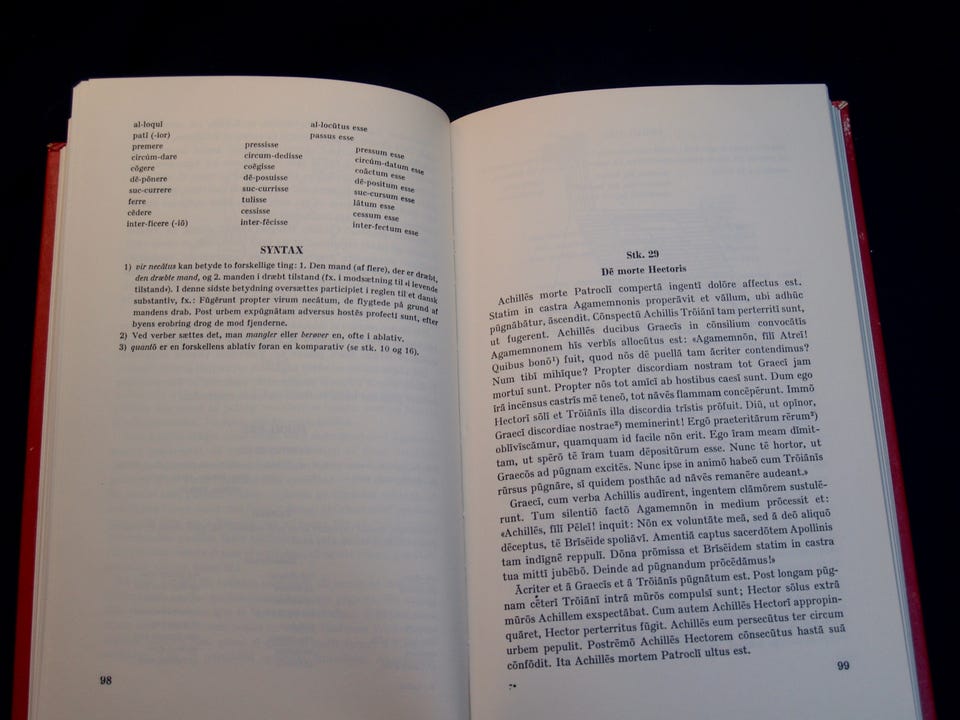 al-loquī al-locūtus esse
patī (-ior) passus esse
premere pressisse pressum esse
circúm-dare circum-dedisse circúm-datum esse
cōgere coēgisse coāctum esse
dē-pōnere dē-posuisse dē-positum esse
suc-currere suc-currisse suc-cursum esse
ferre tulisse lātum esse
cēdere cessisse cessum esse
inter-ficere (-iō) inter-fēcisse inter-fectum esse
SYNTAX
1) vir necātus kan betyde to forskellige ting: 1. Den mand (af flere), der er dræbt,
den dræbte mand, og 2. manden i dræbt tilstand (fx. i modsætning til »i levende
tilstand«). I denne sidste betydning oversættes participiet i reglen til et dansk
substantiv, fx.: Fūgērunt propter virum necātum, de flygtede på grund af
mandens drab. Post urbem expūgnātam adversus hostēs profectī sunt, efter
byens erobring drog de mod fjenderne.
2) Ved verber sættes det, man mangler eller berøver en, ofte i ablativ.
3) quantō er en forskellens ablativ foran en komparativ (se stk. 10 og 16).
98
Stk. 29
Dē morte Hectoris
Achillēs morte Patroclī compertā ingentī dolōre affectus est.
Statim in castra Agamemnonis properāvit et vāllum, ubi adhūc
pūgnābātur, āscendit. Cōnspectū Achillis Trōiānī tam perterritī sunt,
ut fugerent. Achillēs ducibus Graecīs in cōnsilium convocātīs
Agamemnonem hīs verbīs allocūtus est: «Agamemnōn, fīlī Atreī!
Quibus bonō¹) fuit, quod nōs dē puellā tam ācriter contendimus?
Num tibī mihīque? Propter discordiam nostram tot Graecī jam
mortuī sunt. Propter nōs tot amīcī ab hostibus caesī sunt. Dum ego
īrā incēnsus castrīs mē teneō, tot nāvēs flammam concēpērunt. Immō
Hectorī sōlī et Trōiānīs illa discordia trīstis prōfuit. Diū, ut opīnor,
Graecī discordiae nostrae²) meminerint! Ergō praeteritārum rērum²)
oblīvīscāmur, quamquam id facile nōn erit. Ego īram meam dīmit-
tam, ut spērō tē īram tuam dēpositūrum esse. Nunc tē hortor, ut
Graecōs ad pūgnam excitēs. Nunc ipse in animō habeō cum Trōiānīs
rūrsus pūgnāre, sī quidem posthāc ad nāvēs remanēre audeant.»
Graecī, cum verba Achillis audīrent, ingentem clāmōrem sustulē-
runt. Tum silentiō factō Agamemnōn in medium prōcessit et:
«Achillēs, fīlī Pēleī! inquit: Nōn ex voluntāte meā, sed ā deō aliquō
dēceptus, tē Brīsēide spoliāvī. Āmentiā captus sacerdōtem Apollinis
tam indīgnē reppulī. Dōna prōmissa et Brīsēidem statim in castra
tua mittī jubēbō. Deinde ad pūgnandum prōcēdāmus!»
Ācriter et ā Graecīs et ā Trōiānīs pūgnātum est. Post longam pūg-
nam cēterī Trōiānī intrā mūrōs compulsī sunt; Hector sōlus extrā
mūrōs Achillem exspectābat. Cum autem Achillēs Hectorī appropin-
quāret, Hector perterritus fūgit. Achillēs eum persecūtus ter circum
urbem pepulit. Postrēmō Achillēs Hectorem cōnsecūtus hastā suā
cōnfōdit. Ita Achillēs mortem Patroclī ultus est.
99
7*